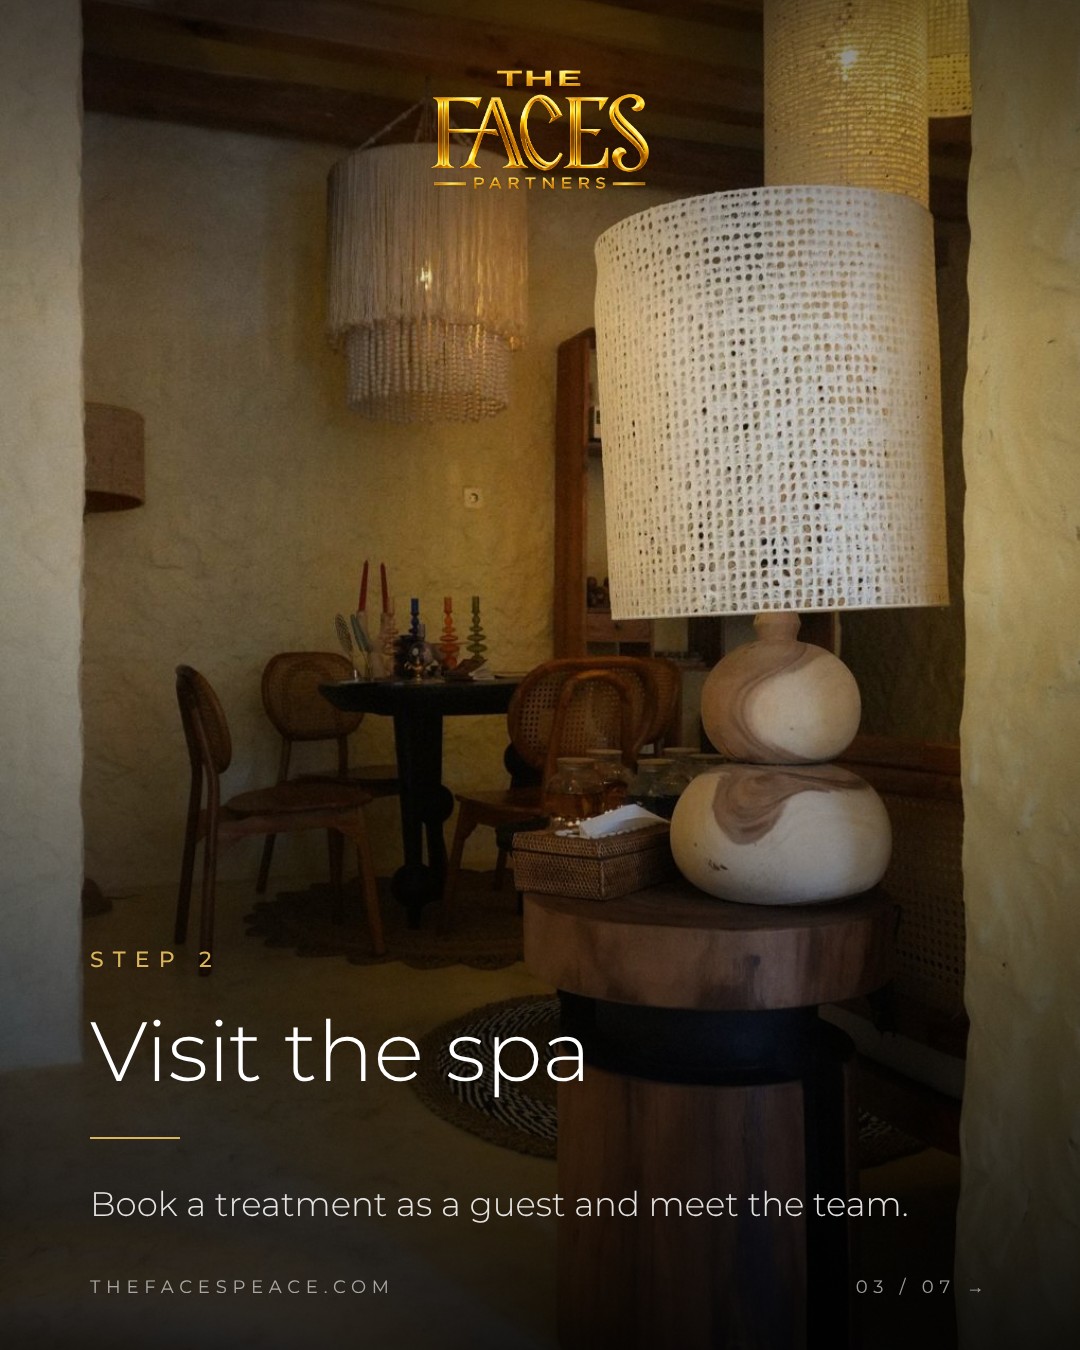 THE
FACES
PARTNERS
STEP 2
Visit the spa
Book a treatment as a guest and meet the team.
THEFACESPEACE.COM
03 / 07 →